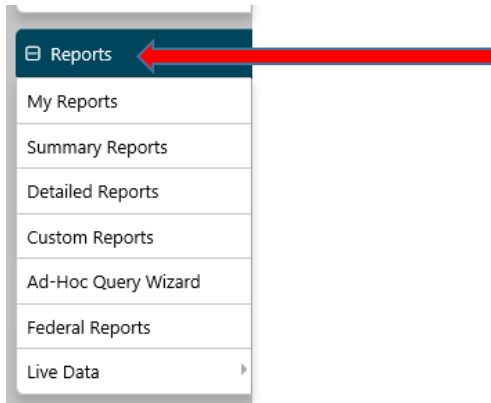 Reports
My Reports
Summary Reports
Detailed Reports
Custom Reports
Ad-Hoc Query Wizard
Federal Reports
Live Data